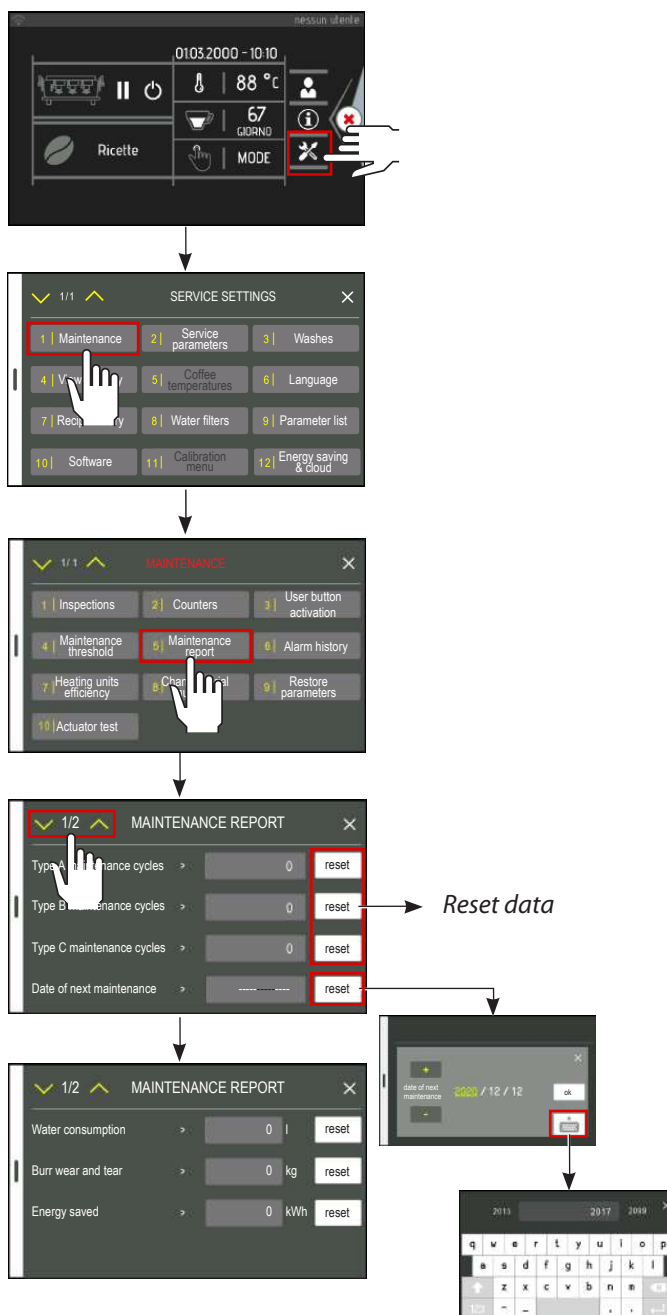 nessun utente
01.03.2000 - 10:10
88 °C
67
GIORNO
Ricette
MODE
1/1 SERVICE SETTINGS ×
1 | Maintenance
2 | Service parameters
3 | Washes
4 |
5 | Coffee temperatures
6 | Language
7 |
8 | Water filters
9 | Parameter list
10 | Software
11 | Calibration menu
12 | Energy saving & cloud
1/1 MAINTENANCE ×
1 | Inspections
2 | Counters
3 | User button activation
4 | Maintenance threshold
5 | Maintenance report
6 | Alarm history
7 | Heating units efficiency
8 |
9 | Restore parameters
10 | Actuator test
1/2 MAINTENANCE REPORT ×
Type A maintenance cycles > 0 reset
Type B maintenance cycles > 0 reset
Type C maintenance cycles > 0 reset
Date of next maintenance > ------------- reset
Reset data
date of next maintenance
+
-
2020 / 12 / 12
×
ok
1/2 MAINTENANCE REPORT ×
Water consumption > 0 l reset
Burr wear and tear > 0 kg reset
Energy saved > 0 kWh reset
2015 2017 2099 ×
q w e r t y u i o p
a s d f g h j k l
z x c v b n m
123 - _ , .